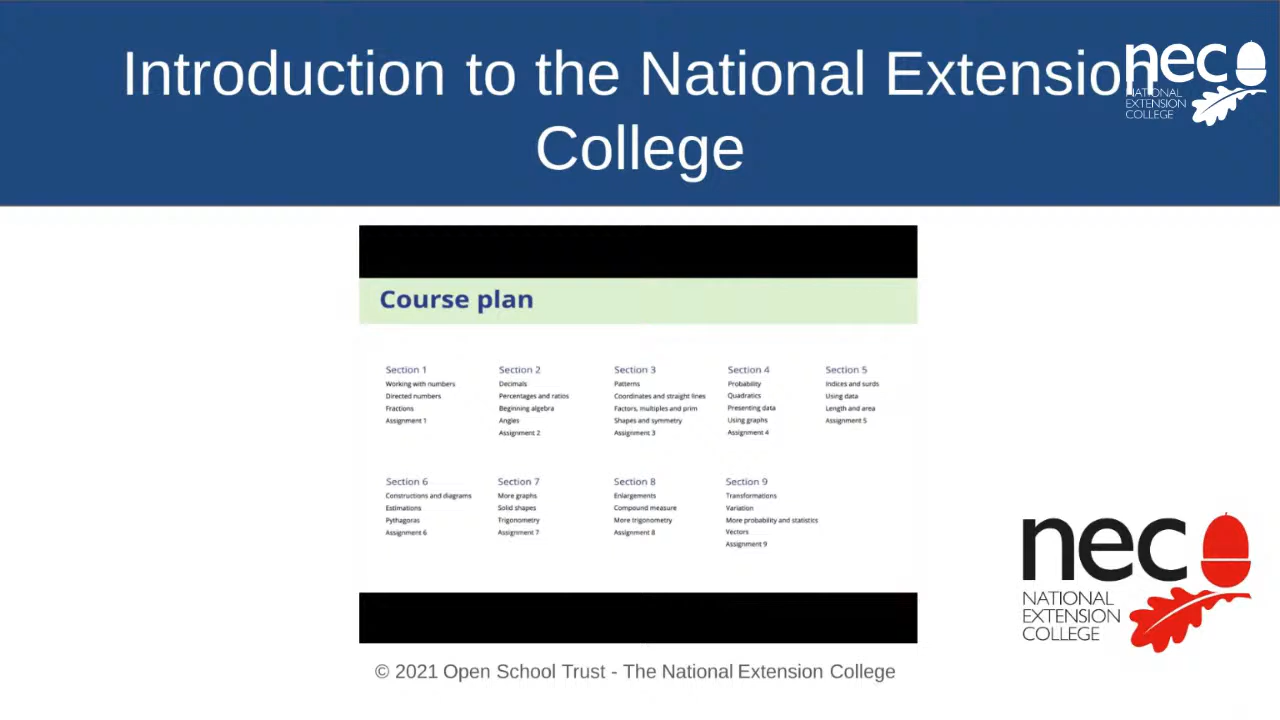 Introduction to the National Extension
College
nec
NATIONAL
EXTENSION
COLLEGE
Course plan
Section 1
Working with numbers
Directed numbers
Fractions
Assignment 1
Section 2
Decimals
Percentages and ratios
Beginning algebra
Angles
Assignment 2
Section 3
Patterns
Coordinates and straight lines
Factors, multiples and prim
Shapes and symmetry
Assignment 3
Section 4
Probability
Quadratics
Presenting data
Using graphs
Assignment 4
Section 5
Indices and surds
Using data
Length and area
Assignment 5
Section 6
Constructions and diagrams
Estimations
Pythagoras
Assignment 6
Section 7
More graphs
Solid shapes
Trigonometry
Assignment 7
Section 8
Enlargements
Compound measure
More trigonometry
Assignment 8
Section 9
Transformations
Variation
More probability and statistics
Vectors
Assignment 9
nec
NATIONAL
EXTENSION
COLLEGE
© 2021 Open School Trust - The National Extension College